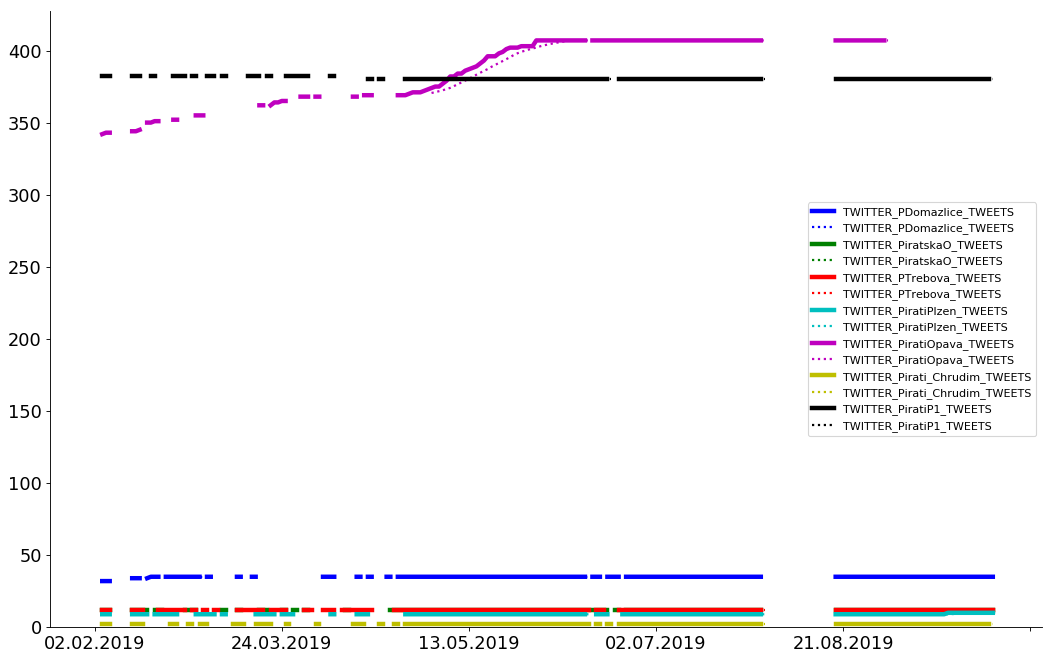 400
350
300
250
200
150
100
50
0
02.02.2019
24.03.2019
13.05.2019
02.07.2019
21.08.2019
TWITTER_PDomazlice_TWEETS
TWITTER_PDomazlice_TWEETS
TWITTER_PiratskaO_TWEETS
TWITTER_PiratskaO_TWEETS
TWITTER_PTrebova_TWEETS
TWITTER_PTrebova_TWEETS
TWITTER_PiratiPlzen_TWEETS
TWITTER_PiratiPlzen_TWEETS
TWITTER_PiratiOpava_TWEETS
TWITTER_PiratiOpava_TWEETS
TWITTER_Pirati_Chrudim_TWEETS
TWITTER_Pirati_Chrudim_TWEETS
TWITTER_PiratiP1_TWEETS
TWITTER_PiratiP1_TWEETS